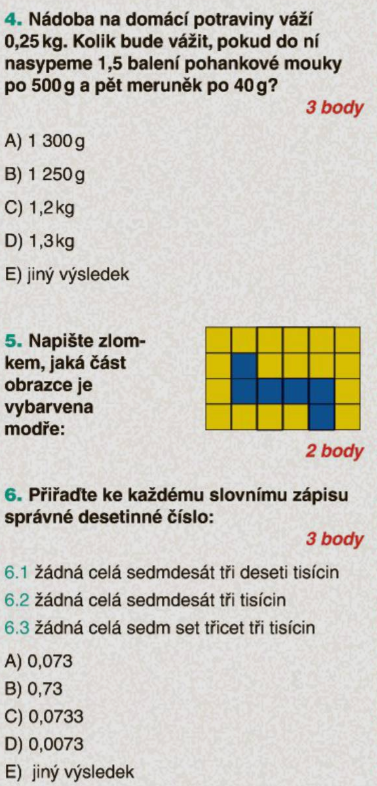 4. Nádoba na domácí potraviny váží
0,25 kg. Kolik bude vážit, pokud do ní
nasypeme 1,5 balení pohankové mouky
po 500 g a pět meruněk po 40 g?
3 body
A) 1 300 g
B) 1 250 g
C) 1,2 kg
D) 1,3 kg
E) jiný výsledek
5. Napište zlom-
kem, jaká část
obrazce je
vybarvena
modře:
2 body
6. Přiřaďte ke každému slovnímu zápisu
správné desetinné číslo:
3 body
6.1 žádná celá sedmdesát tři deseti tisícin
6.2 žádná celá sedmdesát tři tisícin
6.3 žádná celá sedm set třicet tři tisícin
A) 0,073
B) 0,73
C) 0,0733
D) 0,0073
E) jiný výsledek